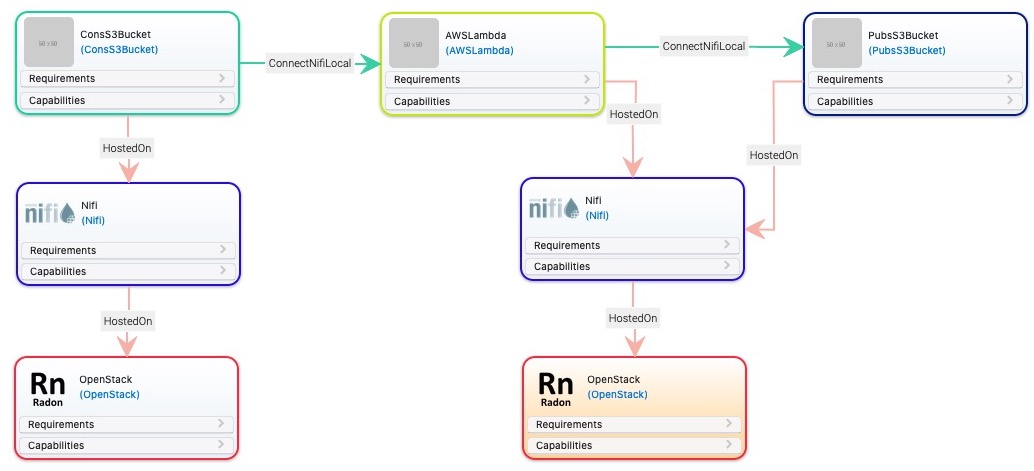 50 x 50
ConsS3Bucket
(ConsS3Bucket)
Requirements
Capabilities
ConnectNifiLocal
50 x 50
AWSLambda
(AWSLambda)
Requirements
Capabilities
ConnectNifiLocal
50 x 50
PubsS3Bucket
(PubsS3Bucket)
Requirements
Capabilities
HostedOn
HostedOn
HostedOn
nifi
Nifi
(Nifi)
Requirements
Capabilities
nifi
Nifi
(Nifi)
Requirements
Capabilities
HostedOn
HostedOn
Rn
Radon
OpenStack
(OpenStack)
Requirements
Capabilities
Rn
Radon
OpenStack
(OpenStack)
Requirements
Capabilities